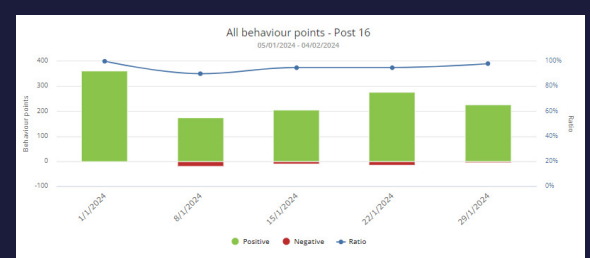 All behaviour points - Post 16
05/01/2024 - 04/02/2024
400 100%
300 80%
200 60%
100 40%
0 20%
-100 0%
Behaviour points
Ratio
1/1/2024 8/1/2024 15/1/2024 22/1/2024 29/1/2024
Positive Negative Ratio